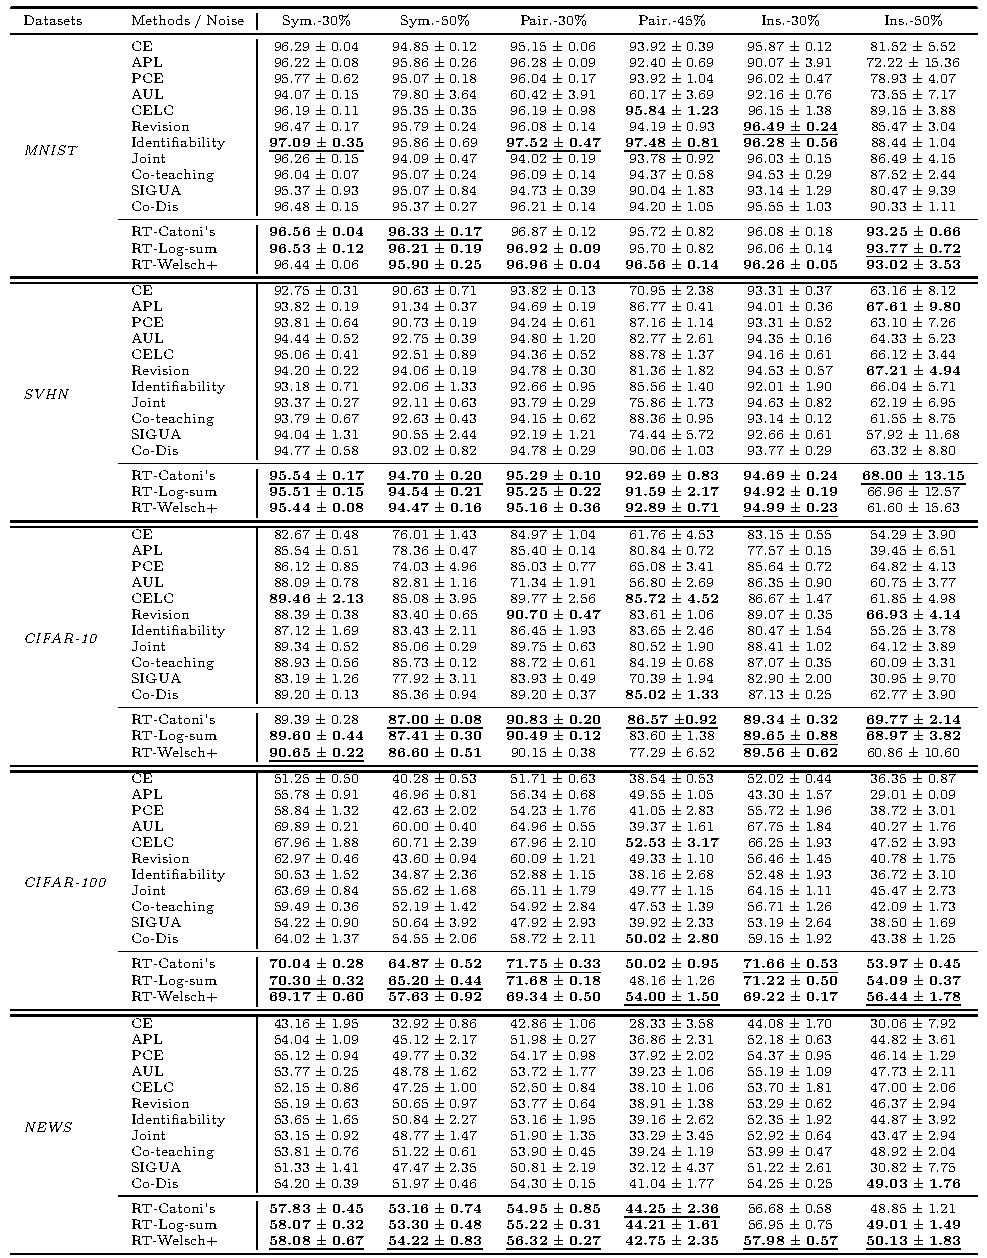 Datasets Methods / Noise Sym.-30% Sym.-50% Pair.-30% Pair.-45% Ins.-30% Ins.-50%
CE 96.29 ± 0.04 94.85 ± 0.12 95.15 ± 0.06 93.92 ± 0.39 95.87 ± 0.12 81.52 ± 5.52
APL 96.22 ± 0.08 95.86 ± 0.26 96.28 ± 0.09 92.40 ± 0.69 90.07 ± 3.91 72.22 ± 15.36
PCE 95.77 ± 0.62 95.07 ± 0.18 96.04 ± 0.17 93.92 ± 1.04 96.02 ± 0.47 78.93 ± 4.07
AUL 94.07 ± 0.15 79.80 ± 3.64 60.42 ± 3.91 60.17 ± 3.69 92.16 ± 0.76 73.55 ± 7.17
CELC 96.19 ± 0.11 95.35 ± 0.35 96.19 ± 0.98 95.84 ± 1.23 96.15 ± 1.38 89.15 ± 3.88
Revision 96.47 ± 0.17 95.79 ± 0.24 96.08 ± 0.14 94.19 ± 0.93 96.49 ± 0.24 85.47 ± 3.04
MNIST Identifiability 97.09 ± 0.35 95.86 ± 0.69 97.52 ± 0.47 97.48 ± 0.81 96.28 ± 0.56 88.44 ± 1.04
Joint 96.26 ± 0.15 94.09 ± 0.47 94.02 ± 0.19 93.78 ± 0.92 96.03 ± 0.15 86.49 ± 4.15
Co-teaching 96.04 ± 0.07 95.07 ± 0.24 96.09 ± 0.14 94.37 ± 0.58 94.53 ± 0.29 87.52 ± 2.44
SIGUA 95.37 ± 0.93 95.07 ± 0.84 94.73 ± 0.39 90.04 ± 1.83 93.14 ± 1.29 80.47 ± 9.39
Co-Dis 96.48 ± 0.15 95.37 ± 0.27 96.21 ± 0.14 94.20 ± 1.05 95.55 ± 1.03 90.33 ± 1.11
RT-Catoni's 96.56 ± 0.04 96.33 ± 0.17 96.87 ± 0.12 95.72 ± 0.82 96.08 ± 0.18 93.25 ± 0.66
RT-Log-sum 96.53 ± 0.12 96.21 ± 0.19 96.92 ± 0.09 95.70 ± 0.82 96.06 ± 0.14 93.77 ± 0.72
RT-Welsch+ 96.44 ± 0.06 95.90 ± 0.25 96.96 ± 0.04 96.56 ± 0.14 96.26 ± 0.05 93.02 ± 3.53
CE 92.75 ± 0.31 90.63 ± 0.71 93.82 ± 0.13 70.95 ± 2.38 93.31 ± 0.37 63.16 ± 8.12
APL 93.82 ± 0.19 91.34 ± 0.37 94.69 ± 0.19 86.77 ± 0.41 94.01 ± 0.36 67.61 ± 9.80
PCE 93.81 ± 0.64 90.73 ± 0.19 94.24 ± 0.61 87.16 ± 1.14 93.31 ± 0.52 63.10 ± 7.26
AUL 94.44 ± 0.52 92.75 ± 0.39 94.80 ± 1.20 82.77 ± 2.61 94.35 ± 0.16 64.33 ± 5.23
CELC 95.06 ± 0.41 92.51 ± 0.89 94.36 ± 0.52 88.78 ± 1.37 94.16 ± 0.61 66.12 ± 3.44
Revision 94.20 ± 0.22 94.06 ± 0.19 94.78 ± 0.30 81.36 ± 1.82 94.53 ± 0.57 67.21 ± 4.94
SVHN Identifiability 93.18 ± 0.71 92.06 ± 1.33 92.66 ± 0.95 85.56 ± 1.40 92.01 ± 1.90 66.04 ± 5.71
Joint 93.37 ± 0.27 92.11 ± 0.63 93.79 ± 0.29 75.86 ± 1.73 94.63 ± 0.82 62.19 ± 6.95
Co-teaching 93.79 ± 0.67 92.63 ± 0.43 94.15 ± 0.62 88.36 ± 0.95 93.14 ± 0.12 61.55 ± 8.75
SIGUA 94.04 ± 1.31 90.55 ± 2.44 92.19 ± 1.21 74.44 ± 5.72 92.66 ± 0.61 57.92 ± 11.68
Co-Dis 94.77 ± 0.58 93.02 ± 0.82 94.78 ± 0.29 90.06 ± 1.03 93.77 ± 0.29 63.32 ± 8.80
RT-Catoni's 95.54 ± 0.17 94.70 ± 0.20 95.29 ± 0.10 92.69 ± 0.83 94.69 ± 0.24 68.00 ± 13.15
RT-Log-sum 95.51 ± 0.15 94.54 ± 0.21 95.25 ± 0.22 91.59 ± 2.17 94.92 ± 0.19 66.96 ± 12.57
RT-Welsch+ 95.44 ± 0.08 94.47 ± 0.16 95.16 ± 0.36 92.89 ± 0.71 94.99 ± 0.23 61.60 ± 15.63
CE 82.67 ± 0.48 76.01 ± 1.43 84.97 ± 1.04 61.76 ± 4.53 83.15 ± 0.55 54.29 ± 3.90
APL 85.54 ± 0.51 78.36 ± 0.47 85.40 ± 0.14 80.84 ± 0.72 77.57 ± 0.15 39.45 ± 6.51
PCE 86.12 ± 0.85 74.03 ± 4.96 85.03 ± 0.77 65.08 ± 3.41 85.64 ± 0.72 64.82 ± 4.13
AUL 88.09 ± 0.78 82.81 ± 1.16 71.34 ± 1.91 56.80 ± 2.69 86.35 ± 0.90 60.75 ± 3.77
CELC 89.46 ± 2.13 85.08 ± 3.95 89.77 ± 2.56 85.72 ± 4.52 86.67 ± 1.47 61.85 ± 4.98
Revision 88.39 ± 0.38 83.40 ± 0.65 90.70 ± 0.47 83.61 ± 1.06 89.07 ± 0.35 66.93 ± 4.14
CIFAR-10 Identifiability 87.12 ± 1.69 83.43 ± 2.11 86.45 ± 1.93 83.65 ± 2.46 80.47 ± 1.54 55.25 ± 3.78
Joint 89.34 ± 0.52 85.06 ± 0.29 89.75 ± 0.63 80.52 ± 1.90 88.41 ± 1.02 64.12 ± 3.89
Co-teaching 88.93 ± 0.56 85.73 ± 0.12 88.72 ± 0.61 84.19 ± 0.68 87.07 ± 0.35 60.09 ± 3.31
SIGUA 83.19 ± 1.26 77.92 ± 3.11 83.93 ± 0.49 70.39 ± 1.94 82.90 ± 2.00 30.95 ± 9.70
Co-Dis 89.20 ± 0.13 85.36 ± 0.94 89.20 ± 0.37 85.02 ± 1.33 87.13 ± 0.25 62.77 ± 3.90
RT-Catoni's 89.39 ± 0.28 87.00 ± 0.08 90.83 ± 0.20 86.57 ±0.92 89.34 ± 0.32 69.77 ± 2.14
RT-Log-sum 89.60 ± 0.44 87.41 ± 0.30 90.49 ± 0.12 83.60 ± 1.38 89.65 ± 0.88 68.97 ± 3.82
RT-Welsch+ 90.65 ± 0.22 86.60 ± 0.51 90.15 ± 0.38 77.29 ± 6.52 89.56 ± 0.62 60.86 ± 10.60
CE 51.25 ± 0.50 40.28 ± 0.53 51.71 ± 0.63 38.54 ± 0.53 52.02 ± 0.44 36.35 ± 0.87
APL 55.78 ± 0.91 46.96 ± 0.81 56.34 ± 0.68 49.55 ± 1.05 43.30 ± 1.57 29.01 ± 0.09
PCE 58.84 ± 1.32 42.63 ± 2.02 54.23 ± 1.76 41.05 ± 2.83 55.72 ± 1.96 38.72 ± 3.01
AUL 69.89 ± 0.21 60.00 ± 0.40 64.96 ± 0.55 39.37 ± 1.61 67.75 ± 1.84 40.27 ± 1.76
CELC 67.96 ± 1.88 60.71 ± 2.39 67.96 ± 2.10 52.53 ± 3.17 66.25 ± 1.93 47.52 ± 3.93
Revision 62.97 ± 0.46 43.60 ± 0.94 60.09 ± 1.21 49.33 ± 1.10 56.46 ± 1.45 40.78 ± 1.75
CIFAR-100 Identifiability 50.53 ± 1.52 34.87 ± 2.36 52.88 ± 1.15 38.16 ± 2.68 52.48 ± 1.93 36.72 ± 3.10
Joint 63.69 ± 0.84 55.62 ± 1.68 65.11 ± 1.79 49.77 ± 1.15 64.15 ± 1.11 45.47 ± 2.73
Co-teaching 59.49 ± 0.36 52.19 ± 1.42 54.92 ± 2.84 47.53 ± 1.39 56.71 ± 1.26 42.09 ± 1.73
SIGUA 54.22 ± 0.90 50.64 ± 3.92 47.92 ± 2.93 39.92 ± 2.33 53.19 ± 2.64 38.50 ± 1.69
Co-Dis 64.02 ± 1.37 54.55 ± 2.06 58.72 ± 2.11 50.02 ± 2.80 59.15 ± 1.92 43.38 ± 1.25
RT-Catoni's 70.04 ± 0.28 64.87 ± 0.52 71.75 ± 0.33 50.02 ± 0.95 71.66 ± 0.53 53.97 ± 0.45
RT-Log-sum 70.30 ± 0.32 65.20 ± 0.44 71.68 ± 0.18 48.16 ± 1.26 71.22 ± 0.50 54.09 ± 0.37
RT-Welsch+ 69.17 ± 0.60 57.63 ± 0.92 69.34 ± 0.50 54.00 ± 1.50 69.22 ± 0.17 56.44 ± 1.78
CE 43.16 ± 1.95 32.92 ± 0.86 42.86 ± 1.06 28.33 ± 3.58 44.08 ± 1.70 30.06 ± 7.92
APL 54.04 ± 1.09 45.12 ± 2.17 51.98 ± 0.27 36.86 ± 2.31 52.18 ± 0.63 44.82 ± 3.61
PCE 55.12 ± 0.94 49.77 ± 0.32 54.17 ± 0.98 37.92 ± 2.02 54.37 ± 0.95 46.14 ± 1.29
AUL 53.77 ± 0.25 48.78 ± 1.62 53.72 ± 1.77 39.23 ± 1.06 55.19 ± 1.09 47.73 ± 2.11
CELC 52.15 ± 0.86 47.25 ± 1.00 52.50 ± 0.84 38.10 ± 1.06 53.70 ± 1.81 47.00 ± 2.06
Revision 55.19 ± 0.63 50.65 ± 0.97 53.77 ± 0.64 38.91 ± 1.38 53.29 ± 0.62 46.37 ± 2.94
NEWS Identifiability 53.65 ± 1.65 50.84 ± 2.27 53.16 ± 1.95 39.16 ± 2.62 52.35 ± 1.92 44.87 ± 3.92
Joint 53.15 ± 0.92 48.77 ± 1.47 51.90 ± 1.35 33.29 ± 3.45 52.92 ± 0.64 43.47 ± 2.94
Co-teaching 53.81 ± 0.76 51.22 ± 0.61 53.90 ± 0.45 39.24 ± 1.19 53.99 ± 0.47 48.92 ± 2.04
SIGUA 51.33 ± 1.41 47.47 ± 2.35 50.81 ± 2.19 32.12 ± 4.37 51.22 ± 2.61 30.82 ± 7.75
Co-Dis 54.20 ± 0.39 51.97 ± 0.46 54.30 ± 0.15 41.04 ± 1.77 54.25 ± 0.25 49.03 ± 1.76
RT-Catoni's 57.83 ± 0.45 53.16 ± 0.74 54.95 ± 0.85 44.25 ± 2.36 56.68 ± 0.58 48.85 ± 1.21
RT-Log-sum 58.07 ± 0.32 53.30 ± 0.48 55.22 ± 0.31 44.21 ± 1.61 56.95 ± 0.75 49.01 ± 1.49
RT-Welsch+ 58.08 ± 0.67 54.22 ± 0.83 56.32 ± 0.27 42.75 ± 2.35 57.98 ± 0.57 50.13 ± 1.83